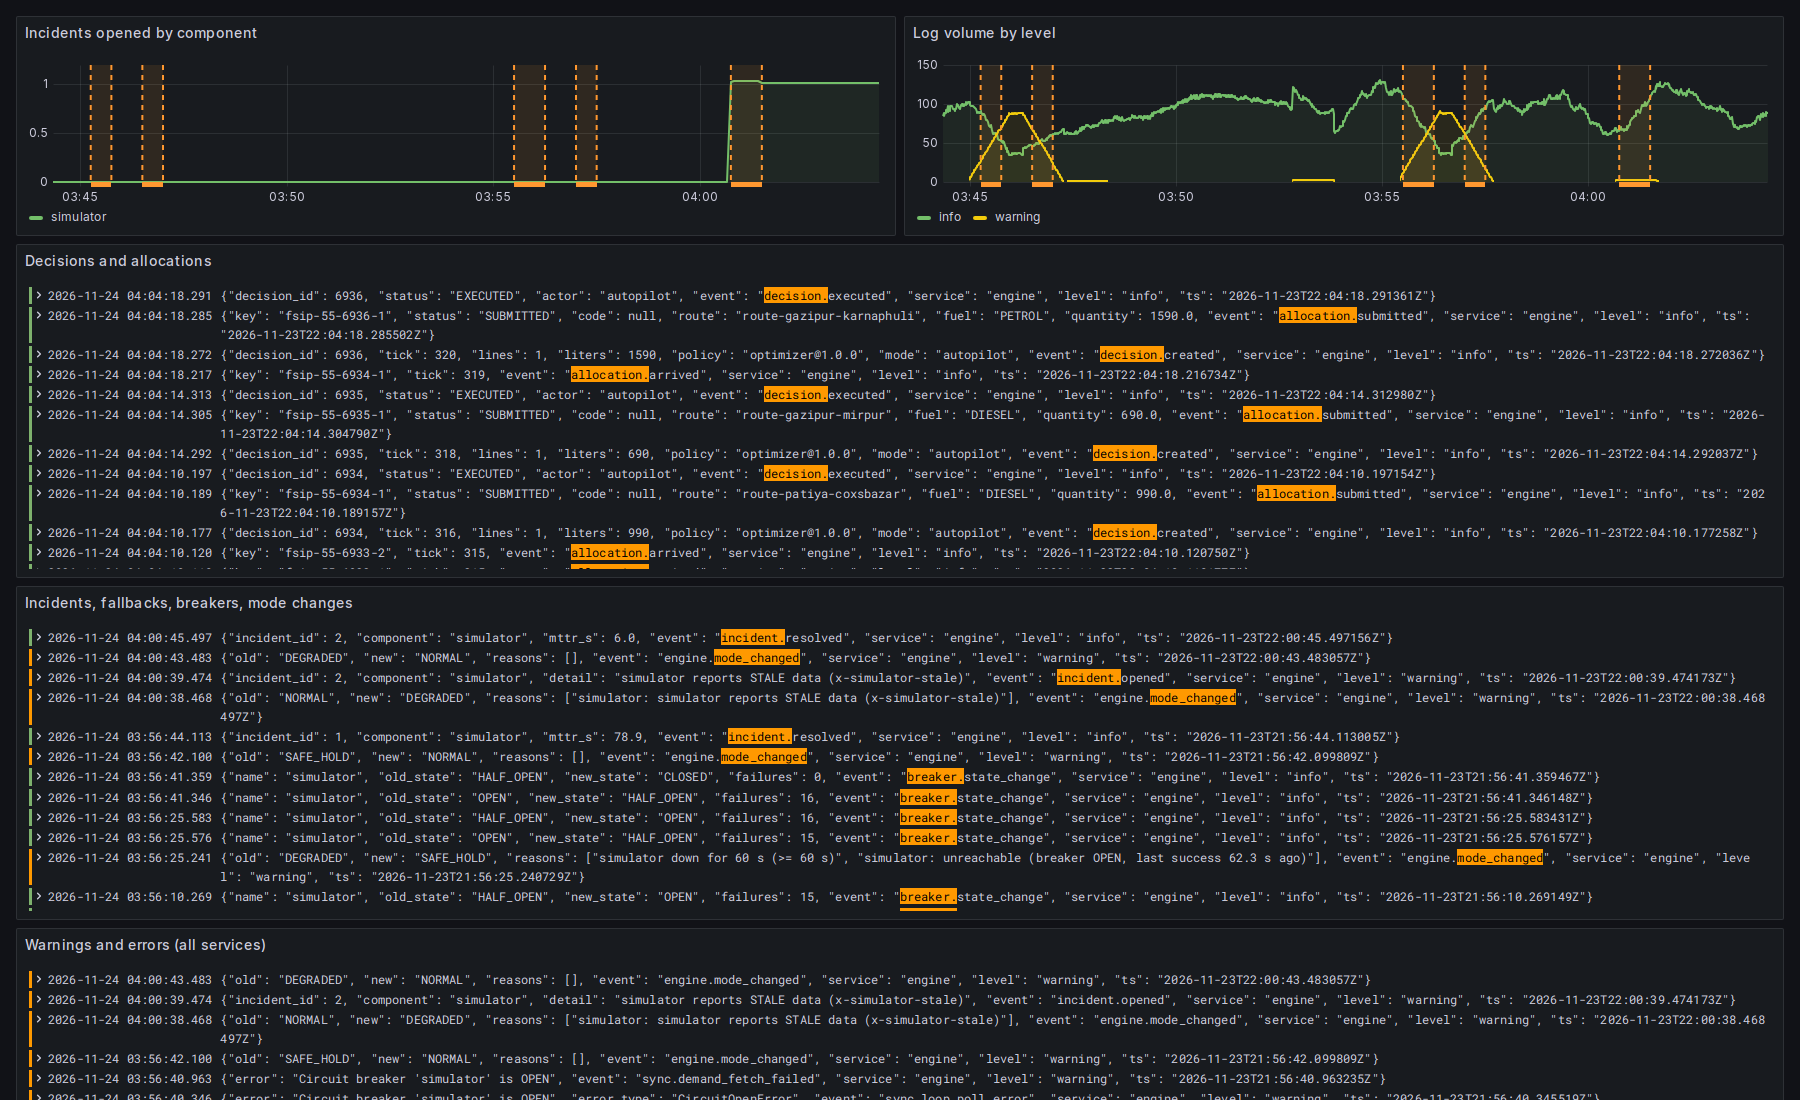 Incidents opened by component
1
0.5
0
03:45 03:50 03:55 04:00
simulator
Log volume by level
150
100
50
0
03:45 03:50 03:55 04:00
info warning
Decisions and allocations
2026-11-24 04:04:18.291 {"decision_id": 6936, "status": "EXECUTED", "actor": "autopilot", "event": "decision.executed", "service": "engine", "level": "info", "ts": "2026-11-23T22:04:18.291361Z"}
2026-11-24 04:04:18.285 {"key": "fsip-55-6936-1", "status": "SUBMITTED", "code": null, "route": "route-gazipur-karnaphuli", "fuel": "PETROL", "quantity": 1590.0, "event": "allocation.submitted", "service": "engine", "level": "info", "ts":
"2026-11-23T22:04:18.285502Z"}
2026-11-24 04:04:18.272 {"decision_id": 6936, "tick": 320, "lines": 1, "liters": 1590, "policy": "optimizer@1.0.0", "mode": "autopilot", "event": "decision.created", "service": "engine", "level": "info", "ts": "2026-11-23T22:04:18.272036Z"}
2026-11-24 04:04:18.217 {"key": "fsip-55-6934-1", "tick": 319, "event": "allocation.arrived", "service": "engine", "level": "info", "ts": "2026-11-23T22:04:18.216734Z"}
2026-11-24 04:04:14.313 {"decision_id": 6935, "status": "EXECUTED", "actor": "autopilot", "event": "decision.executed", "service": "engine", "level": "info", "ts": "2026-11-23T22:04:14.312980Z"}
2026-11-24 04:04:14.305 {"key": "fsip-55-6935-1", "status": "SUBMITTED", "code": null, "route": "route-gazipur-mirpur", "fuel": "DIESEL", "quantity": 690.0, "event": "allocation.submitted", "service": "engine", "level": "info", "ts": "2026-
11-23T22:04:14.304790Z"}
2026-11-24 04:04:14.292 {"decision_id": 6935, "tick": 318, "lines": 1, "liters": 690, "policy": "optimizer@1.0.0", "mode": "autopilot", "event": "decision.created", "service": "engine", "level": "info", "ts": "2026-11-23T22:04:14.292037Z"}
2026-11-24 04:04:10.197 {"decision_id": 6934, "status": "EXECUTED", "actor": "autopilot", "event": "decision.executed", "service": "engine", "level": "info", "ts": "2026-11-23T22:04:10.197154Z"}
2026-11-24 04:04:10.189 {"key": "fsip-55-6934-1", "status": "SUBMITTED", "code": null, "route": "route-patiya-coxsbazar", "fuel": "DIESEL", "quantity": 990.0, "event": "allocation.submitted", "service": "engine", "level": "info", "ts": "202
6-11-23T22:04:10.189157Z"}
2026-11-24 04:04:10.177 {"decision_id": 6934, "tick": 316, "lines": 1, "liters": 990, "policy": "optimizer@1.0.0", "mode": "autopilot", "event": "decision.created", "service": "engine", "level": "info", "ts": "2026-11-23T22:04:10.177258Z"}
2026-11-24 04:04:10.120 {"key": "fsip-55-6933-2", "tick": 315, "event": "allocation.arrived", "service": "engine", "level": "info", "ts": "2026-11-23T22:04:10.120750Z"}
Incidents, fallbacks, breakers, mode changes
2026-11-24 04:00:45.497 {"incident_id": 2, "component": "simulator", "mttr_s": 6.0, "event": "incident.resolved", "service": "engine", "level": "info", "ts": "2026-11-23T22:00:45.497156Z"}
2026-11-24 04:00:43.483 {"old": "DEGRADED", "new": "NORMAL", "reasons": [], "event": "engine.mode_changed", "service": "engine", "level": "warning", "ts": "2026-11-23T22:00:43.483057Z"}
2026-11-24 04:00:39.474 {"incident_id": 2, "component": "simulator", "detail": "simulator reports STALE data (x-simulator-stale)", "event": "incident.opened", "service": "engine", "level": "warning", "ts": "2026-11-23T22:00:39.474173Z"}
2026-11-24 04:00:38.468 {"old": "NORMAL", "new": "DEGRADED", "reasons": ["simulator: simulator reports STALE data (x-simulator-stale)"], "event": "engine.mode_changed", "service": "engine", "level": "warning", "ts": "2026-11-23T22:00:38.468
497Z"}
2026-11-24 03:56:44.113 {"incident_id": 1, "component": "simulator", "mttr_s": 78.9, "event": "incident.resolved", "service": "engine", "level": "info", "ts": "2026-11-23T21:56:44.113005Z"}
2026-11-24 03:56:42.100 {"old": "SAFE_HOLD", "new": "NORMAL", "reasons": [], "event": "engine.mode_changed", "service": "engine", "level": "warning", "ts": "2026-11-23T21:56:42.099809Z"}
2026-11-24 03:56:41.359 {"name": "simulator", "old_state": "HALF_OPEN", "new_state": "CLOSED", "failures": 0, "event": "breaker.state_change", "service": "engine", "level": "info", "ts": "2026-11-23T21:56:41.359467Z"}
2026-11-24 03:56:41.346 {"name": "simulator", "old_state": "OPEN", "new_state": "HALF_OPEN", "failures": 16, "event": "breaker.state_change", "service": "engine", "level": "info", "ts": "2026-11-23T21:56:41.346148Z"}
2026-11-24 03:56:25.583 {"name": "simulator", "old_state": "HALF_OPEN", "new_state": "OPEN", "failures": 16, "event": "breaker.state_change", "service": "engine", "level": "info", "ts": "2026-11-23T21:56:25.583431Z"}
2026-11-24 03:56:25.576 {"name": "simulator", "old_state": "OPEN", "new_state": "HALF_OPEN", "failures": 15, "event": "breaker.state_change", "service": "engine", "level": "info", "ts": "2026-11-23T21:56:25.576157Z"}
2026-11-24 03:56:25.241 {"old": "DEGRADED", "new": "SAFE_HOLD", "reasons": ["simulator down for 60 s (>= 60 s)", "simulator: unreachable (breaker OPEN, last success 62.3 s ago)"], "event": "engine.mode_changed", "service": "engine", "leve
l": "warning", "ts": "2026-11-23T21:56:25.240729Z"}
2026-11-24 03:56:10.269 {"name": "simulator", "old_state": "HALF_OPEN", "new_state": "OPEN", "failures": 15, "event": "breaker.state_change", "service": "engine", "level": "info", "ts": "2026-11-23T21:56:10.269149Z"}
Warnings and errors (all services)
2026-11-24 04:00:43.483 {"old": "DEGRADED", "new": "NORMAL", "reasons": [], "event": "engine.mode_changed", "service": "engine", "level": "warning", "ts": "2026-11-23T22:00:43.483057Z"}
2026-11-24 04:00:39.474 {"incident_id": 2, "component": "simulator", "detail": "simulator reports STALE data (x-simulator-stale)", "event": "incident.opened", "service": "engine", "level": "warning", "ts": "2026-11-23T22:00:39.474173Z"}
2026-11-24 04:00:38.468 {"old": "NORMAL", "new": "DEGRADED", "reasons": ["simulator: simulator reports STALE data (x-simulator-stale)"], "event": "engine.mode_changed", "service": "engine", "level": "warning", "ts": "2026-11-23T22:00:38.468
497Z"}
2026-11-24 03:56:42.100 {"old": "SAFE_HOLD", "new": "NORMAL", "reasons": [], "event": "engine.mode_changed", "service": "engine", "level": "warning", "ts": "2026-11-23T21:56:42.099809Z"}
2026-11-24 03:56:40.963 {"error": "Circuit breaker 'simulator' is OPEN", "event": "sync.demand_fetch_failed", "service": "engine", "level": "warning", "ts": "2026-11-23T21:56:40.963235Z"}
2026-11-24 03:56:40.346 {"error": "Circuit breaker 'simulator' is OPEN", "error_type": "CircuitOpenError", "event": "sync.loop_poll_error", "service": "engine", "level": "warning", "ts": "2026-11-23T21:56:40.345519Z"}